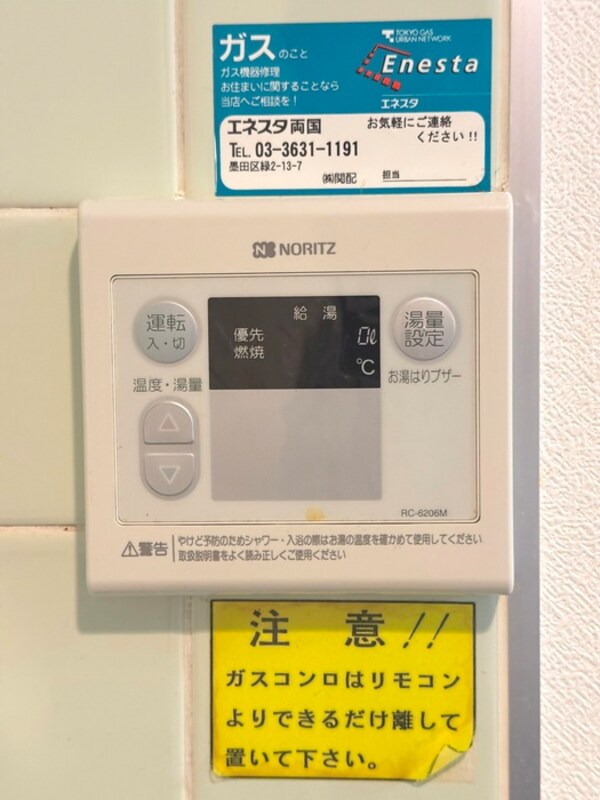 ガスのこと
TOKYO GAS
URBAN NETWORK
ガス機器修理
お住まいに関することなら
当店へご相談を！
Enesta
エネスタ
エネスタ両国
お気軽にご連絡
ください!!
TEL. 03-3631-1191
墨田区緑2-13-7
㈱関配
担当
NORITZ
運転
入・切
給湯
優先
燃焼
0ℓ
℃
湯量
設定
お湯はりブザー
温度・湯量
△
▽
RC-6206M
⚠警告
やけど予防のためシャワー・入浴の際はお湯の温度を確かめて使用してください
取扱説明書をよく読み正しくご使用ください
注意!!
ガスコンロはリモコン
よりできるだけ離して
置いて下さい。